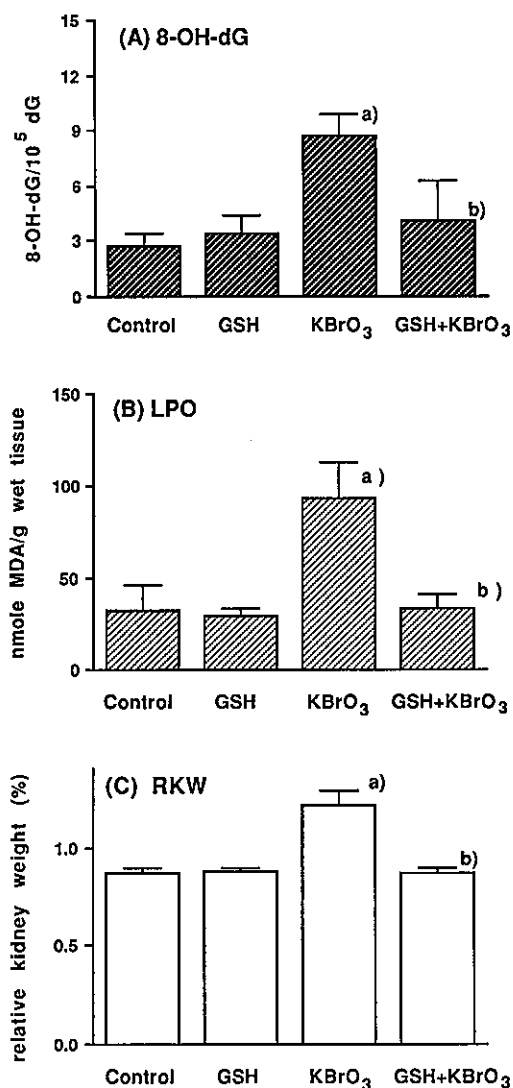 (A) 8-OH-dG
8-OH-dG/10⁵ dG
15
12
9
6
3
0
a)
b)
Control GSH KBrO₃ GSH+KBrO₃
(B) LPO
nmole MDA/g wet tissue
150
100
50
0
a )
b )
Control GSH KBrO₃ GSH+KBrO₃
(C) RKW
relative kidney weight (%)
1.0
0.5
0.0
a)
b)
Control GSH KBrO₃ GSH+KBrO₃